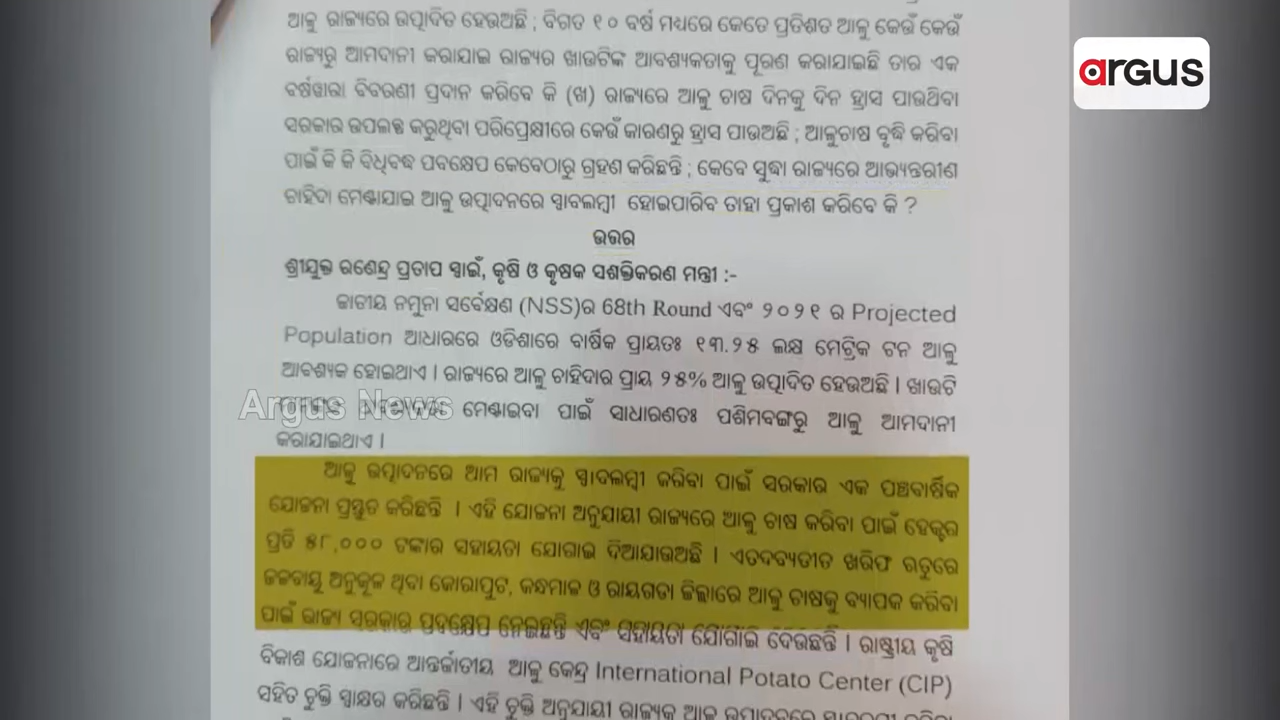 ଆଳୁ ରାଜ୍ୟରେ ଉତ୍ପାଦିତ ହେଉଅଛି ; ବିଗତ ୧୦ ବର୍ଷ ମଧ୍ୟରେ କେତେ ପ୍ରତିଶତ ଆଳୁ କେଉଁ କେଉଁ
ରାଜ୍ୟରୁ ଆମଦାନୀ କରାଯାଇ ରାଜ୍ୟର ଖାଉଟିଙ୍କ ଆବଶ୍ୟକତାକୁ ପୂରଣ କରାଯାଇଛି ତାର ଏକ
ବର୍ଷୱାରା ବିବରଣୀ ପ୍ରଦାନ କରିବେ କି (ଖ) ରାଜ୍ୟରେ ଆଳୁ ଚାଷ ଦିନକୁ ଦିନ ହ୍ରାସ ପାଉଥିବା
ସରକାର ଉପଲବ୍ଧ କରୁଥିବା ପରିପ୍ରେକ୍ଷୀରେ କେଉଁ କାରଣରୁ ହ୍ରାସ ପାଉଅଛି ; ଆଳୁଚାଷ ବୃଦ୍ଧି କରିବା
ପାଇଁ କି କି ବିଧିବଦ୍ଧ ପଦକ୍ଷେପ କେବେଠାରୁ ଗ୍ରହଣ କରିଛନ୍ତି ; କେବେ ସୁଦ୍ଧା ରାଜ୍ୟରେ ଆଭ୍ୟନ୍ତରୀଣ
ଚାହିଦା ମେଣ୍ଟାଯାଇ ଆଳୁ ଉତ୍ପାଦନରେ ସ୍ୱାବଲମ୍ବୀ ହୋଇପାରିବ ତାହା ପ୍ରକାଶ କରିବେ କି ?
ଉତ୍ତର
ଶ୍ରୀଯୁକ୍ତ ରଣେନ୍ଦ୍ର ପ୍ରତାପ ସ୍ୱାଇଁ, କୃଷି ଓ କୃଷକ ସଶକ୍ତିକରଣ ମନ୍ତ୍ରୀ :-
ଜାତୀୟ ନମୁନା ସର୍ବେକ୍ଷଣ (NSS)ର 68th Round ଏବଂ ୨୦୨୧ ର Projected
Population ଆଧାରରେ ଓଡିଶାରେ ବାର୍ଷିକ ପ୍ରାୟତଃ ୧୩.୨୫ ଲକ୍ଷ ମେଟ୍ରିକ ଟନ ଆଳୁ
ଆବଶ୍ୟକ ହୋଇଥାଏ । ରାଜ୍ୟରେ ଆଳୁ ଚାହିଦାର ପ୍ରାୟ ୨୫% ଆଳୁ ଉତ୍ପାଦିତ ହେଉଅଛି । ଖାଉଟି
ମେଣ୍ଟାଇବା ପାଇଁ ସାଧାରଣତଃ ପଶ୍ଚିମବଙ୍ଗରୁ ଆଳୁ ଆମଦାନୀ
କରାଯାଇଥାଏ ।
ଆଳୁ ଉତ୍ପାଦନରେ ଆମ ରାଜ୍ୟକୁ ସ୍ୱାବଲମ୍ବୀ କରିବା ପାଇଁ ସରକାର ଏକ ପଞ୍ଚବାର୍ଷିକ
ଯୋଜନା ପ୍ରସ୍ତୁତ କରିଛନ୍ତି । ଏହି ଯୋଜନା ଅନୁଯାୟୀ ରାଜ୍ୟରେ ଆଳୁ ଚାଷ କରିବା ପାଇଁ ହେକ୍ଟର
ପ୍ରତି ୫୮,୦୦୦ ଟଙ୍କାର ସହାୟତା ଯୋଗାଇ ଦିଆଯାଉଅଛି । ଏତଦବ୍ୟତୀତ ଖରିଫ ଋତୁରେ
ଜଳବାୟୁ ଅନୁକୂଳ ଥିବା କୋରାପୁଟ, କନ୍ଧମାଳ ଓ ରାୟଗଡା ଜିଲ୍ଲାରେ ଆଳୁ ଚାଷକୁ ବ୍ୟାପକ କରିବା
ପାଇଁ ରାଜ୍ୟ ସରକାର ପଦକ୍ଷେପ ନେଇଛନ୍ତି ଏବଂ ସହାୟତା ଯୋଗାଇ ଦେଉଛନ୍ତି । ରାଷ୍ଟ୍ରୀୟ କୃଷି
ବିକାଶ ଯୋଜନାରେ ଆନ୍ତର୍ଜାତୀୟ ଆଳୁ କେନ୍ଦ୍ର International Potato Center (CIP)
ସହିତ ଚୁକ୍ତି ସ୍ୱାକ୍ଷର କରିଛନ୍ତି । ଏହି ଚୁକ୍ତି ଅନୁଯାୟୀ ରାଜ୍ୟକୁ ଆଳୁ ଉତ୍ପାଦନରେ
argus
Argus News